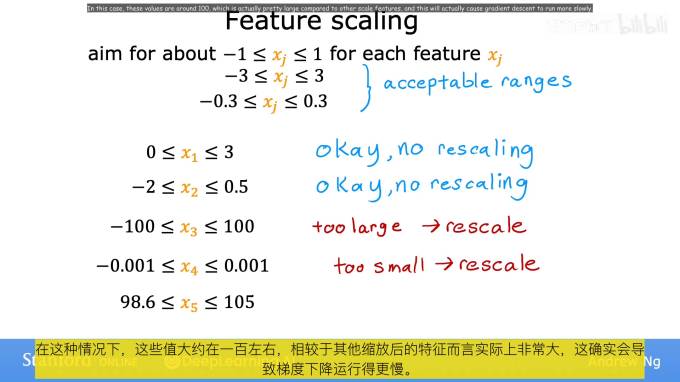 In this case, these values are around 100, which is actually pretty large compared to other scale features, and this will actually cause gradient descent to run more slowly.
Feature scaling
bilibili
aim for about −1 ≤ xⱼ ≤ 1 for each feature xⱼ
−3 ≤ xⱼ ≤ 3
−0.3 ≤ xⱼ ≤ 0.3
acceptable ranges
0 ≤ x₁ ≤ 3 okay, no rescaling
−2 ≤ x₂ ≤ 0.5 okay, no rescaling
−100 ≤ x₃ ≤ 100 too large → rescale
−0.001 ≤ x₄ ≤ 0.001 too small → rescale
98.6 ≤ x₅ ≤ 105
在这种情况下，这些值大约在一百左右，相较于其他缩放后的特征而言实际上非常大，这确实会导
致梯度下降运行得更慢。
Stanford ONLINE DeepLearning Andrew Ng